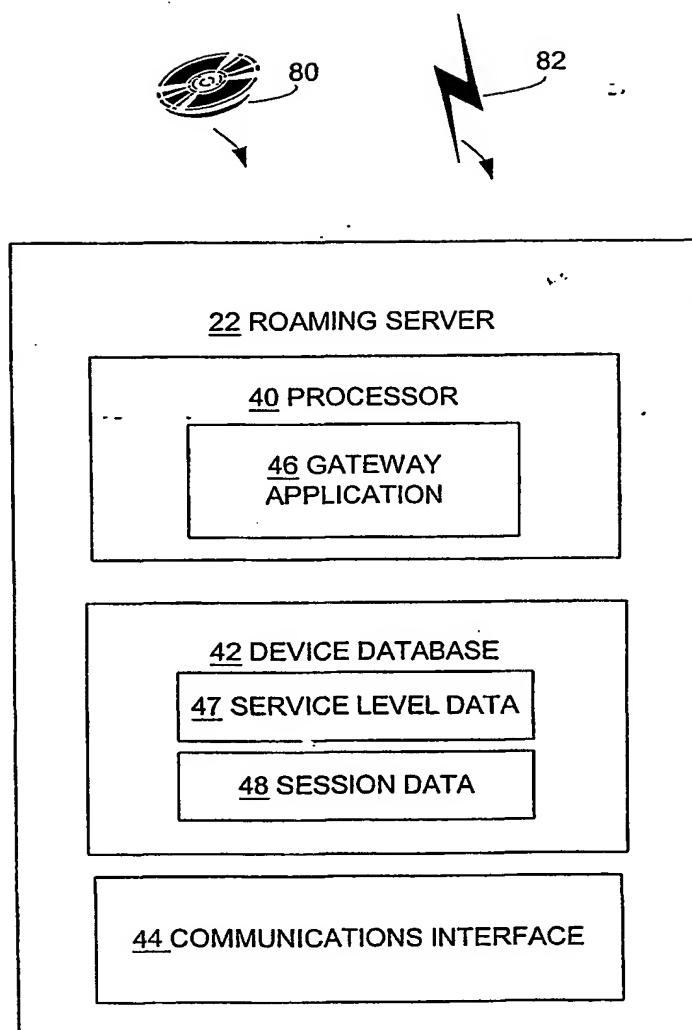 80
82
22 ROAMING SERVER
40 PROCESSOR
46 GATEWAY
APPLICATION
42 DEVICE DATABASE
47 SERVICE LEVEL DATA
48 SESSION DATA
44 COMMUNICATIONS INTERFACE